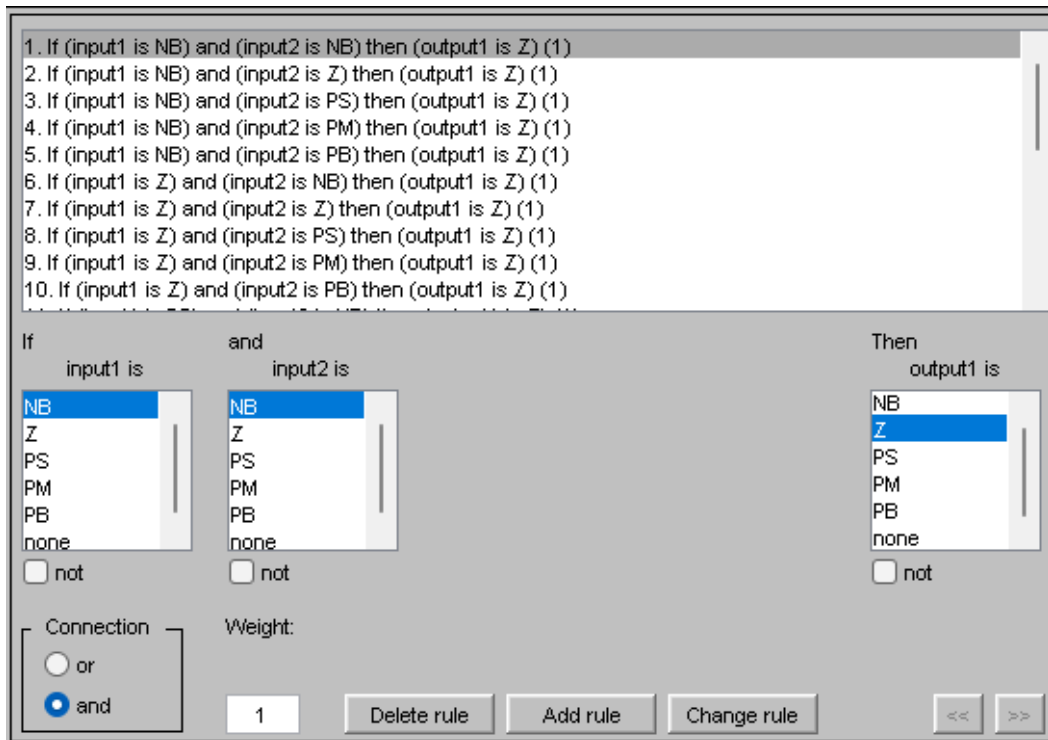 1. If (input1 is NB) and (input2 is NB) then (output1 is Z) (1)
2. If (input1 is NB) and (input2 is Z) then (output1 is Z) (1)
3. If (input1 is NB) and (input2 is PS) then (output1 is Z) (1)
4. If (input1 is NB) and (input2 is PM) then (output1 is Z) (1)
5. If (input1 is NB) and (input2 is PB) then (output1 is Z) (1)
6. If (input1 is Z) and (input2 is NB) then (output1 is Z) (1)
7. If (input1 is Z) and (input2 is Z) then (output1 is Z) (1)
8. If (input1 is Z) and (input2 is PS) then (output1 is Z) (1)
9. If (input1 is Z) and (input2 is PM) then (output1 is Z) (1)
10. If (input1 is Z) and (input2 is PB) then (output1 is Z) (1)
If and Then
input1 is input2 is output1 is
NB NB NB
Z Z Z
PS PS PS
PM PM PM
PB PB PB
none none none
not not not
Connection Weight:
or
and 1 Delete rule Add rule Change rule << >>